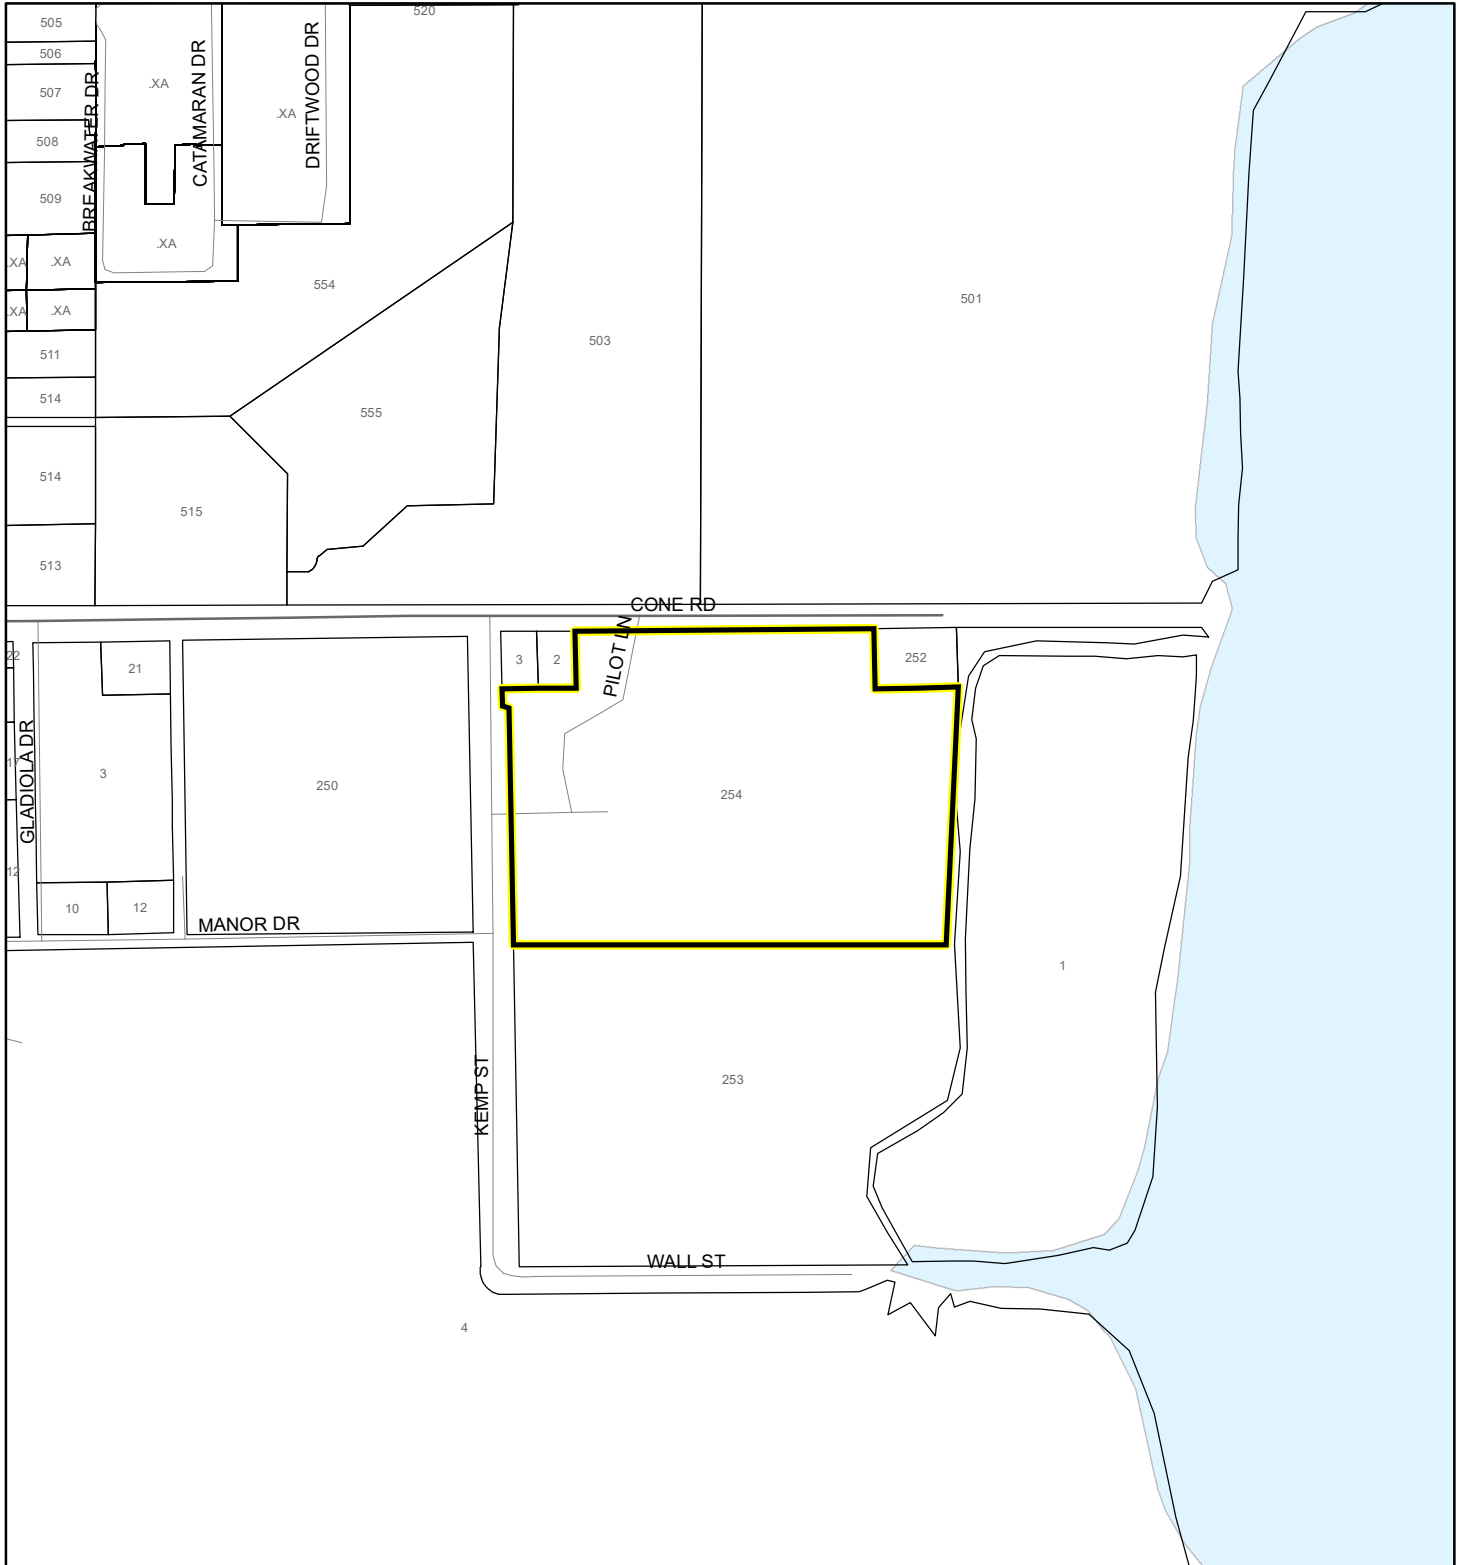 505
520
506
.XA
507
.XA
BREAKWATER DR
CATAMARAN DR
DRIFTWOOD DR
508
509
.XA
.XA
.XA
554
501
.XA
.XA
503
511
514
555
514
515
513
CONE RD
22
21
3
2
PILOT LN
252
3
17
GLADIOLA DR
250
254
12
10
12
MANOR DR
1
KEMP ST
253
WALL ST
4